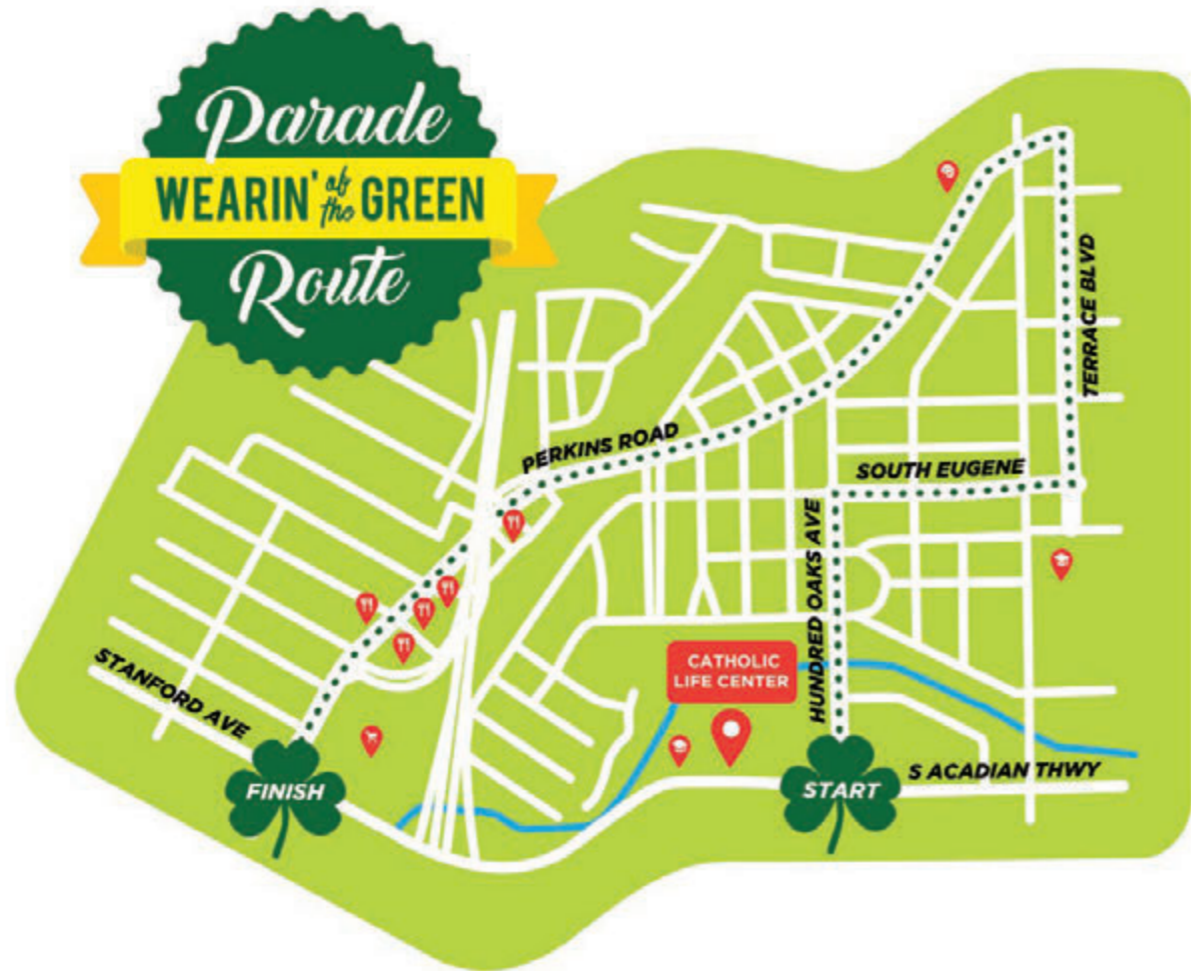 Parade
WEARIN' of the GREEN
Route
TERRACE BLVD
PERKINS ROAD
SOUTH EUGENE
HUNDRED OAKS AVE
CATHOLIC
LIFE CENTER
STANFORD AVE
S ACADIAN THWY
FINISH
START